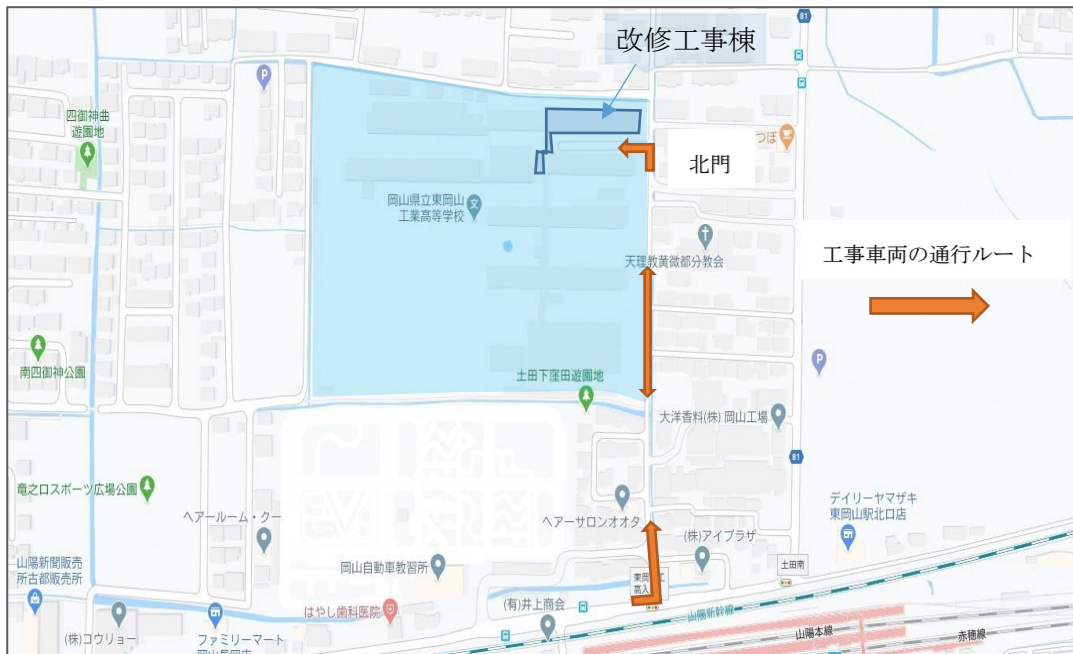 改修工事棟
81
P
四御神曲
遊園地
つぼ
北門
岡山県立東岡山
工業高等学校
文
天理教黄薇都分教会
工事車両の通行ルート
南四御神公園
P
土田下窪田遊園地
大洋香料(株) 岡山工場
81
竜之口スポーツ広場公園
ヘアールーム・クー
ヘアーサロンオオタ
デイリーヤマザキ
東岡山駅北口店
(株)アイプラザ
山陽新聞販売
所古都販売所
岡山自動車教習所
土田南
東岡
工
高入
はやし歯科医院
(有)井上商会
山陽新幹線
(株)コウリョー
ファミリーマート
山陽本線
赤穂線